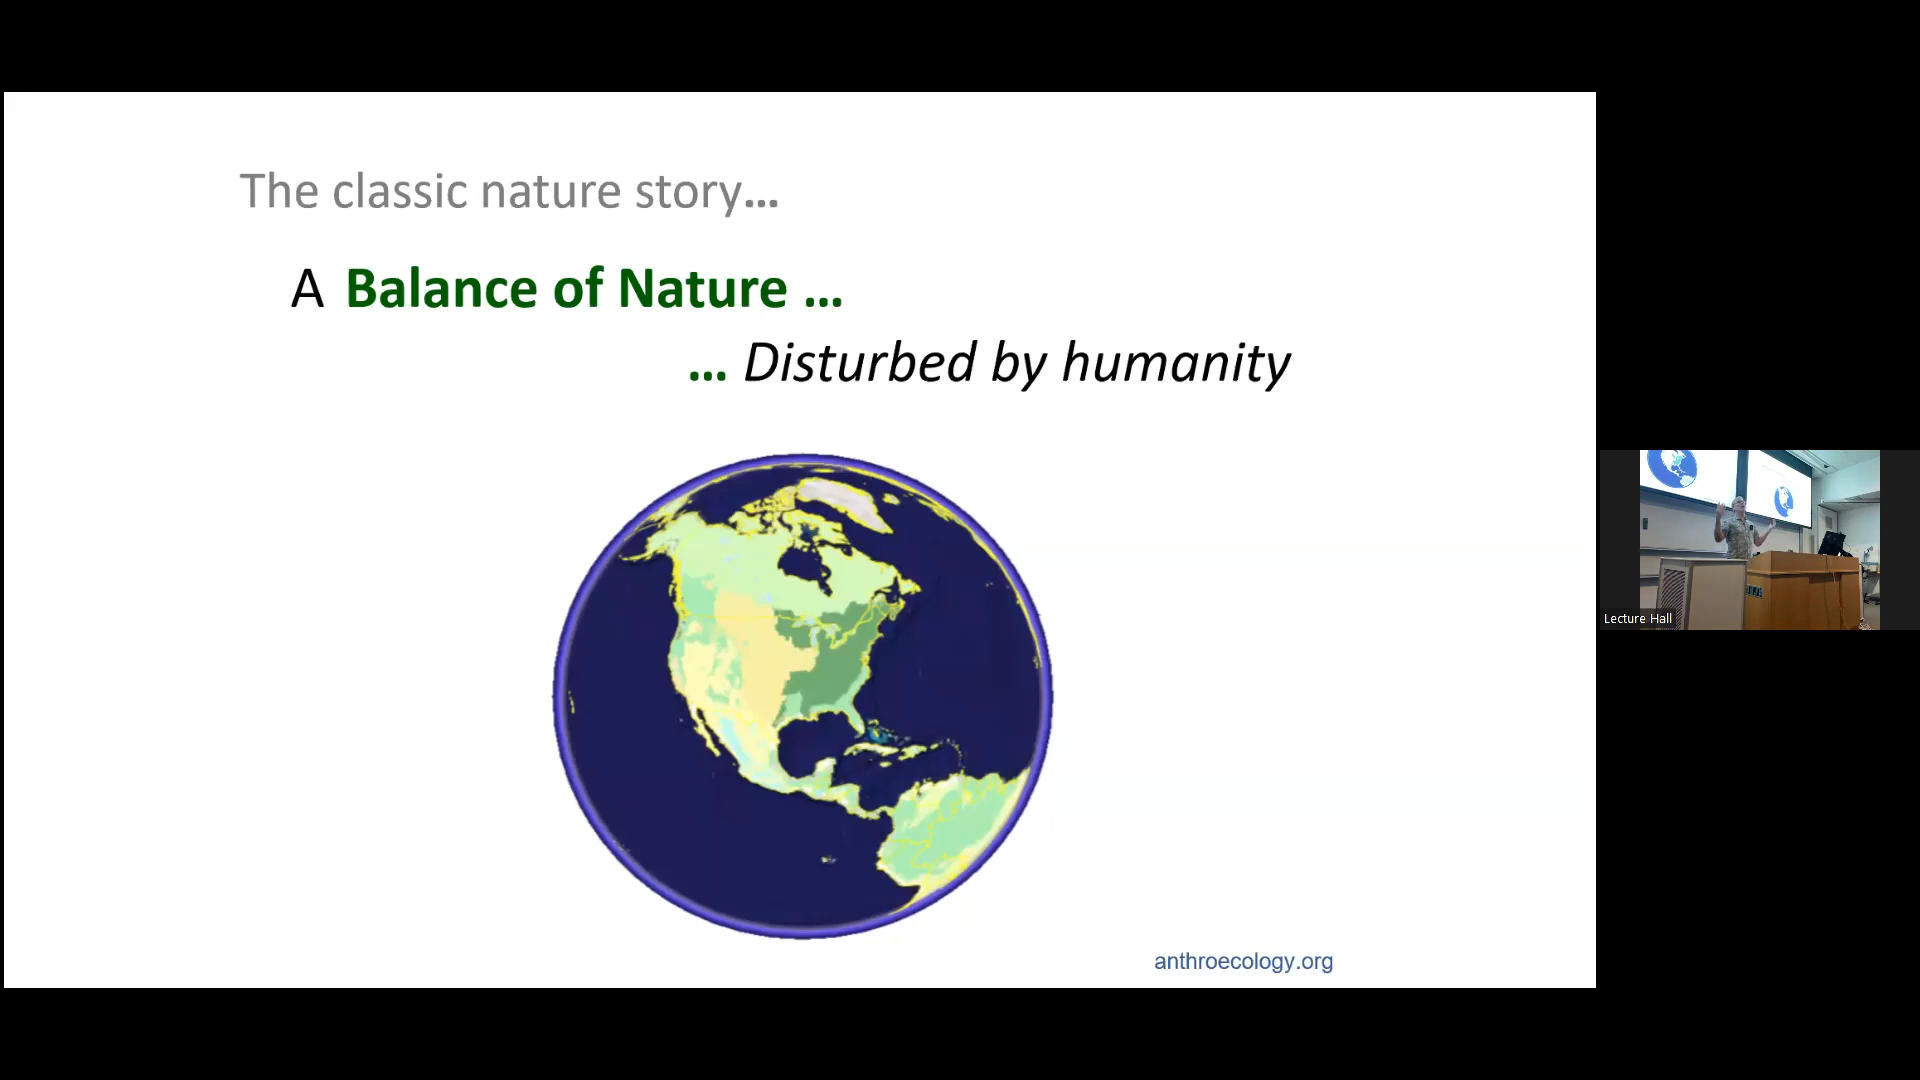 The classic nature story...
A Balance of Nature ...
... Disturbed by humanity
anthroecology.org
Lecture Hall